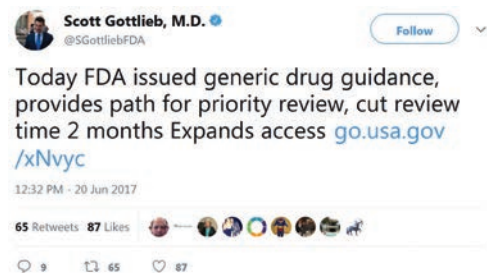 Scott Gottlieb, M.D.
@SGottliebFDA
Follow
Today FDA issued generic drug guidance,
provides path for priority review, cut review
time 2 months Expands access go.usa.gov
/xNvyc
12:32 PM - 20 Jun 2017
65 Retweets 87 Likes
9 65 87